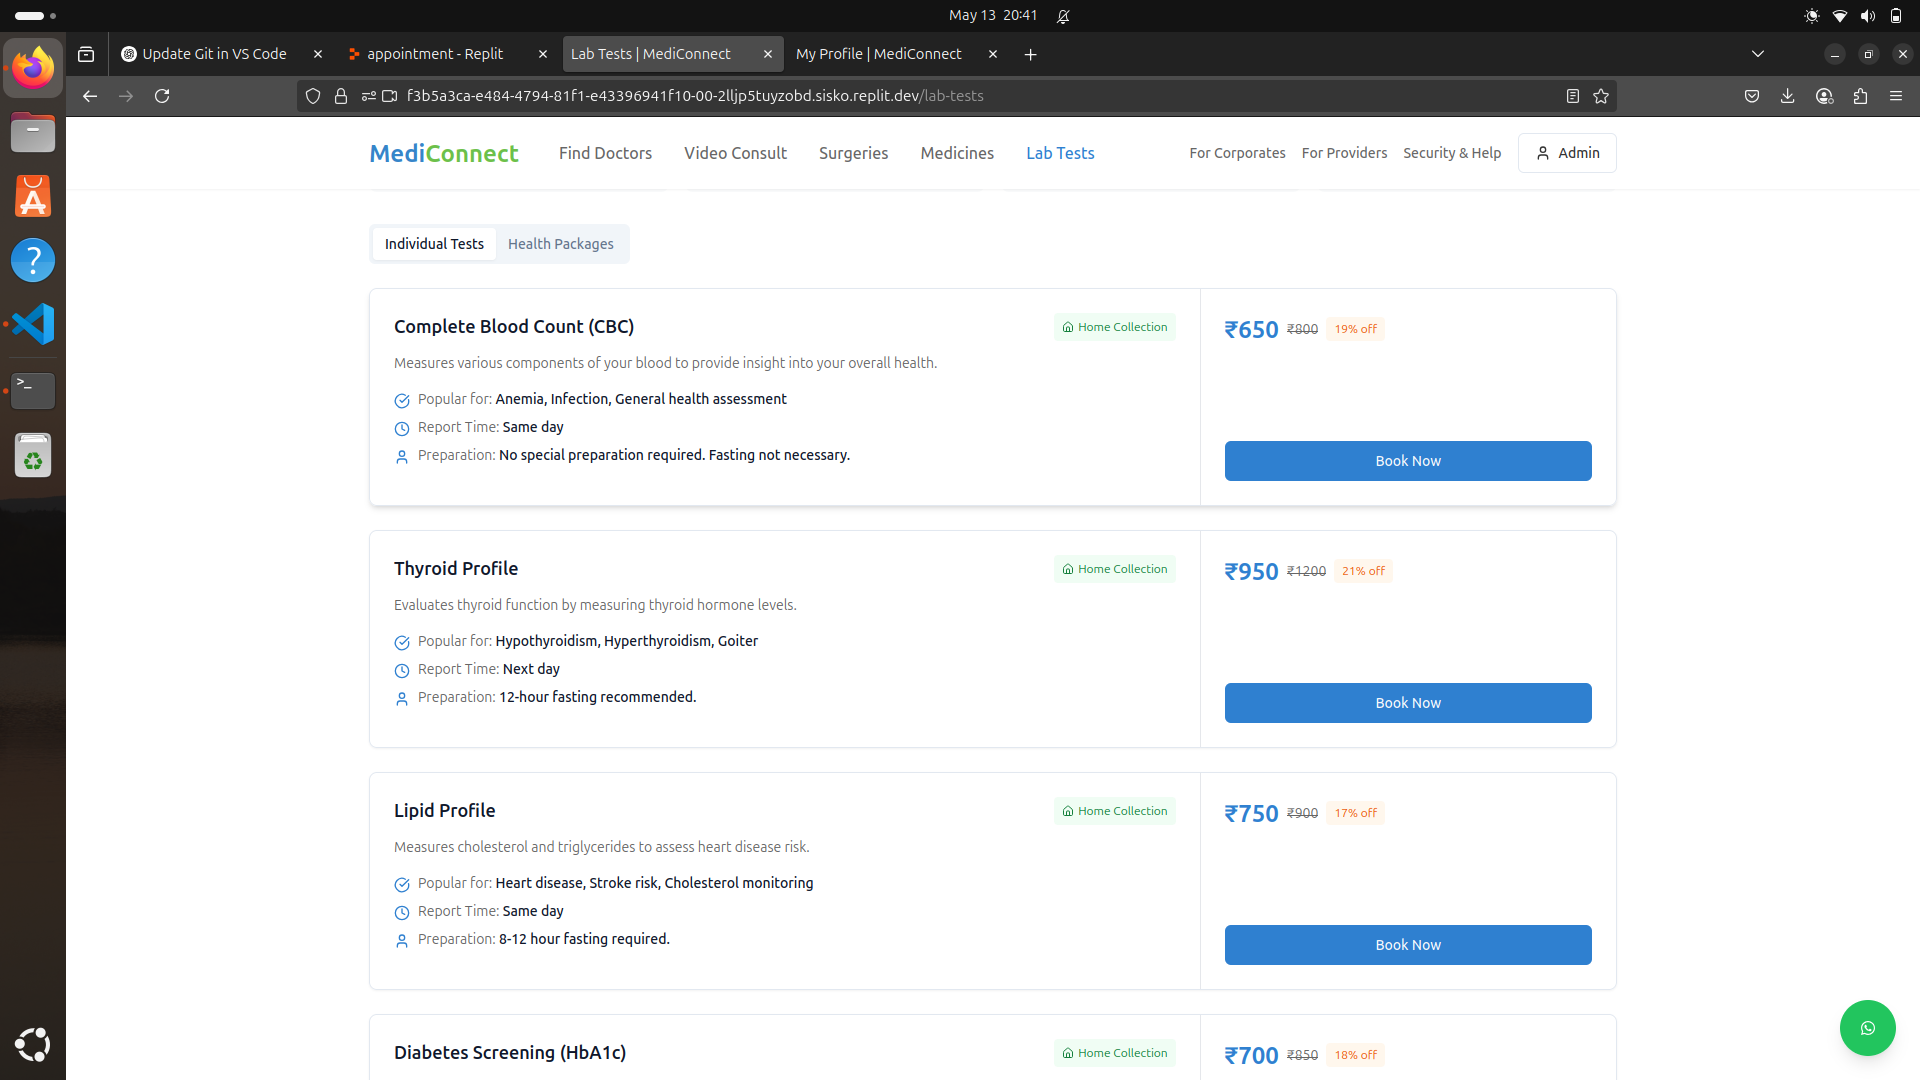 May 13 20:41
Update Git in VS Code
appointment - Replit
Lab Tests | MediConnect
My Profile | MediConnect
f3b5a3ca-e484-4794-81f1-e43396941f10-00-2lljp5tuyzobd.sisko.replit.dev/lab-tests
MediConnect
Find Doctors
Video Consult
Surgeries
Medicines
Lab Tests
For Corporates
For Providers
Security & Help
Admin
Individual Tests
Health Packages
Complete Blood Count (CBC)
Home Collection
₹650 ₹800 19% off
Measures various components of your blood to provide insight into your overall health.
Popular for: Anemia, Infection, General health assessment
Report Time: Same day
Preparation: No special preparation required. Fasting not necessary.
Book Now
Thyroid Profile
Home Collection
₹950 ₹1200 21% off
Evaluates thyroid function by measuring thyroid hormone levels.
Popular for: Hypothyroidism, Hyperthyroidism, Goiter
Report Time: Next day
Preparation: 12-hour fasting recommended.
Book Now
Lipid Profile
Home Collection
₹750 ₹900 17% off
Measures cholesterol and triglycerides to assess heart disease risk.
Popular for: Heart disease, Stroke risk, Cholesterol monitoring
Report Time: Same day
Preparation: 8-12 hour fasting required.
Book Now
Diabetes Screening (HbA1c)
Home Collection
₹700 ₹850 18% off